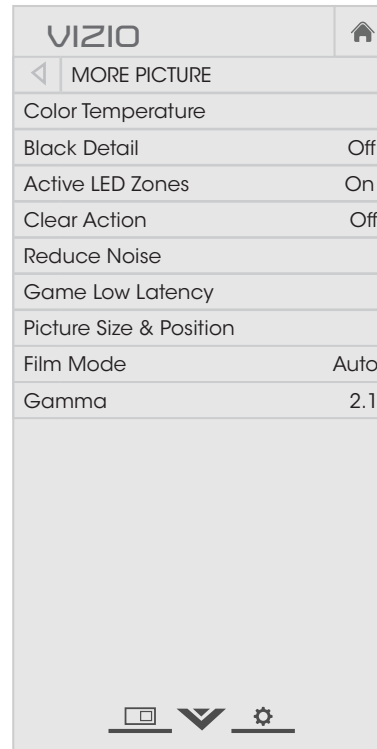 VIZIO
MORE PICTURE
Color Temperature
Black Detail Off
Active LED Zones On
Clear Action Off
Reduce Noise
Game Low Latency
Picture Size & Position
Film Mode Auto
Gamma 2.1